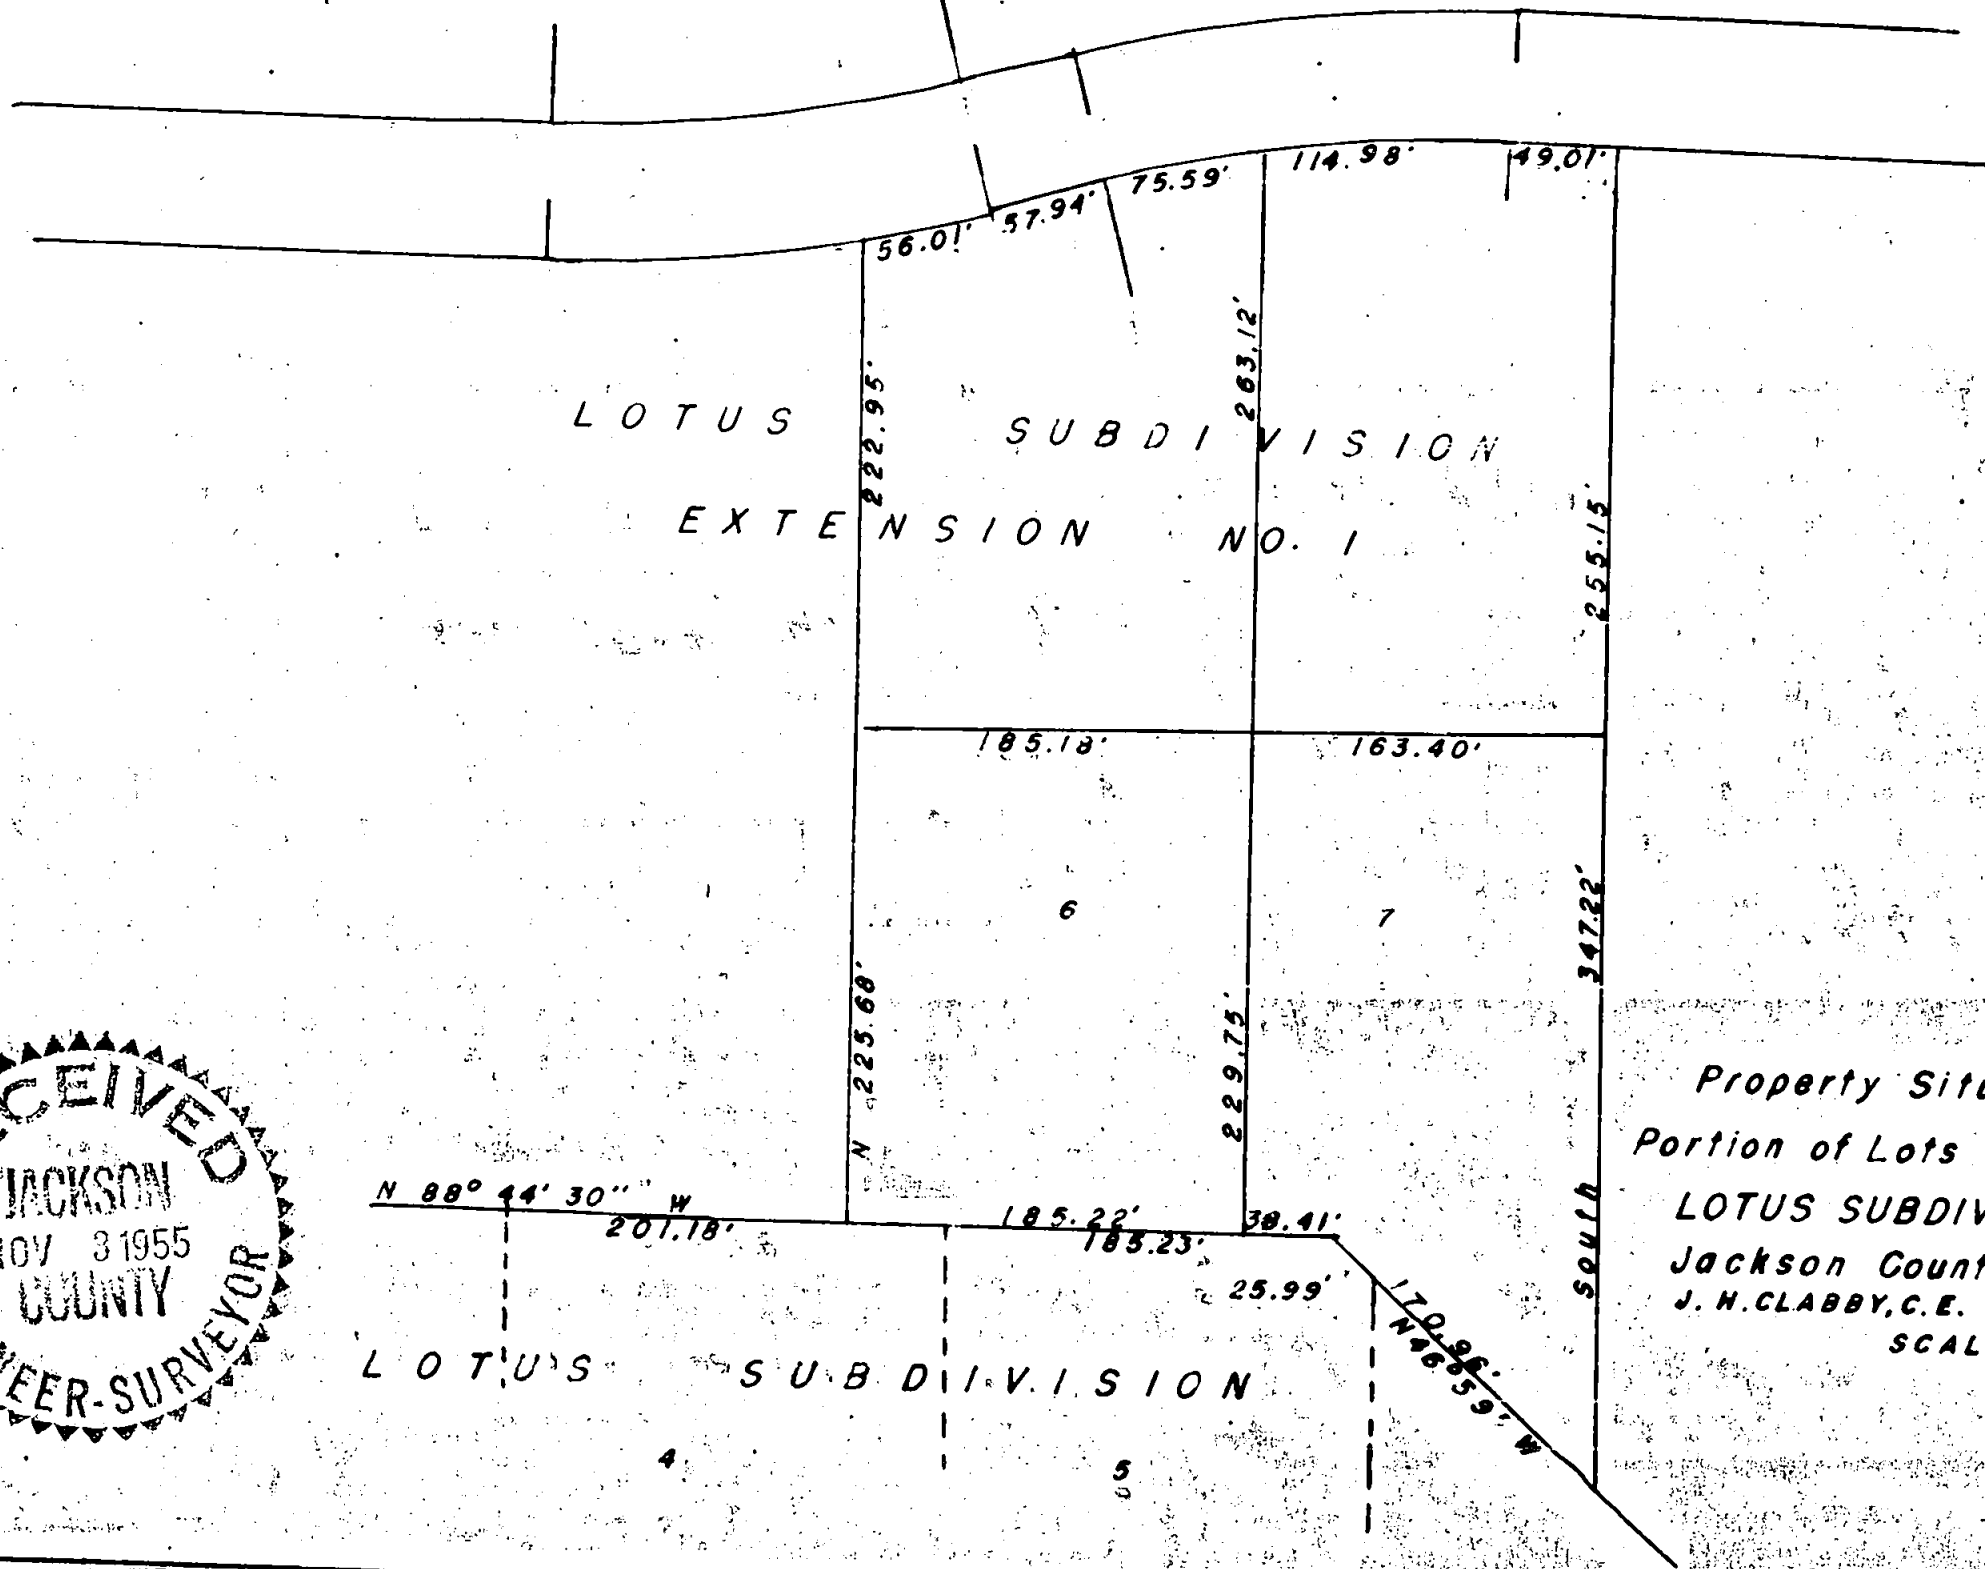 56.01' 57.94' 75.59' 114.98' 49.01'
222.95' 263.12' 255.15'
LOTUS SUBDIVISION
EXTENSION NO. 1
185.18' 163.40'
6 7
N 225.68' 229.75' South 347.22'
N 88° 44' 30" W
201.18' 185.22' 38.41'
185.23'
25.99'
170.96'
N46°59' W
LOTUS SUBDIVISION
4 5
CEIVED
JACKSON
NOV 3 1955
COUNTY
NEER-SURVEYOR
Property Situ
Portion of Lots
LOTUS SUBDIV
Jackson Count
J. H. CLABBY, C.E.
SCAL